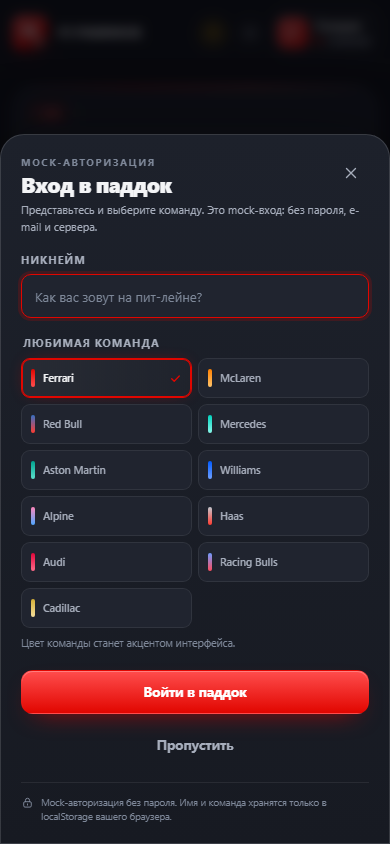 МОСК-АВТОРИЗАЦИЯ
Вход в паддок
Представьтесь и выберите команду. Это mock-вход: без пароля, e-
mail и сервера.
НИКНЕЙМ
Как вас зовут на пит-лейне?
ЛЮБИМАЯ КОМАНДА
Ferrari
McLaren
Red Bull
Mercedes
Aston Martin
Williams
Alpine
Haas
Audi
Racing Bulls
Cadillac
Цвет команды станет акцентом интерфейса.
Войти в паддок
Пропустить
Mock-авторизация без пароля. Имя и команда хранятся только в
localStorage вашего браузера.